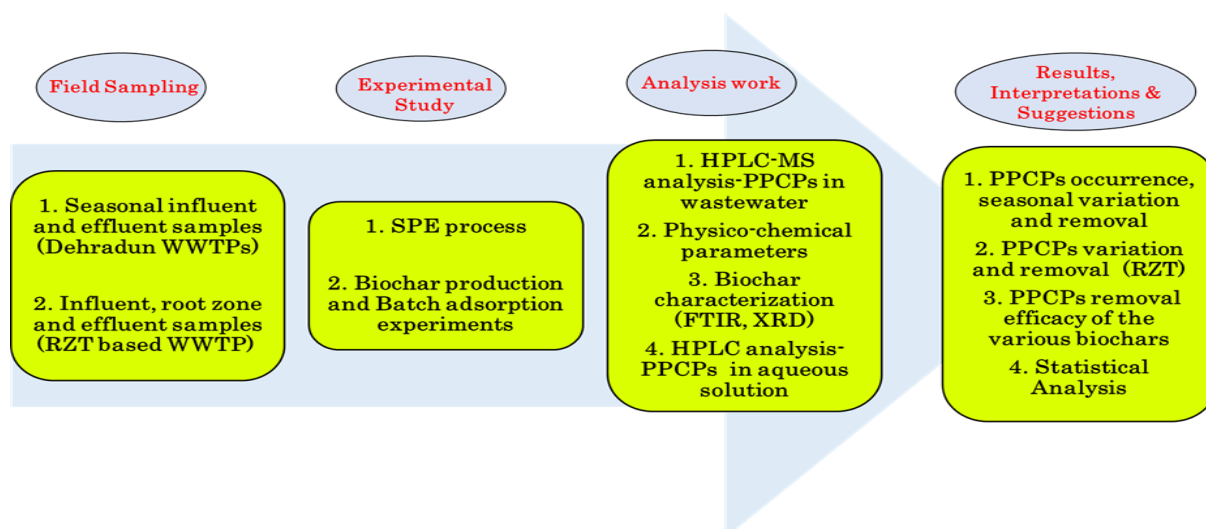 Field Sampling
1. Seasonal influent
and effluent samples
(Dehradun WWTPs)
2. Influent, root zone
and effluent samples
(RZT based WWTP)
Experimental
Study
1. SPE process
2. Biochar production
and Batch adsorption
experiments
Analysis work
1. HPLC-MS
analysis-PPCPs in
wastewater
2. Physico-chemical
parameters
3. Biochar
characterization
(FTIR, XRD)
4. HPLC analysis-
PPCPs in aqueous
solution
Results,
Interpretations &
Suggestions
1. PPCPs occurrence,
seasonal variation
and removal
2. PPCPs variation
and removal (RZT)
3. PPCPs removal
efficacy of the
various biochars
4. Statistical
Analysis